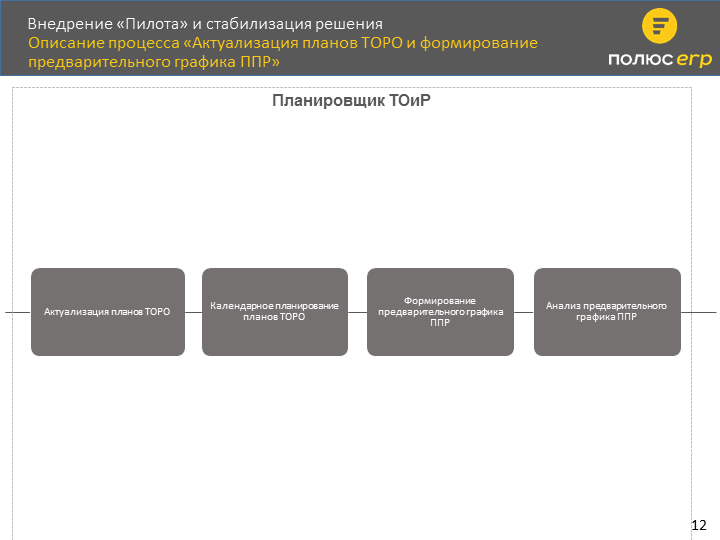 Внедрение «Пилота» и стабилизация решения
Описание процесса «Актуализация планов ТОРО и формирование
предварительного графика ППР»
ПОЛЮС егр
Планировщик ТОиР
Актуализация планов ТОРО
Календарное планирование
планов ТОРО
Формирование
предварительного графика
ППР
Анализ предварительного
графика ППР
12